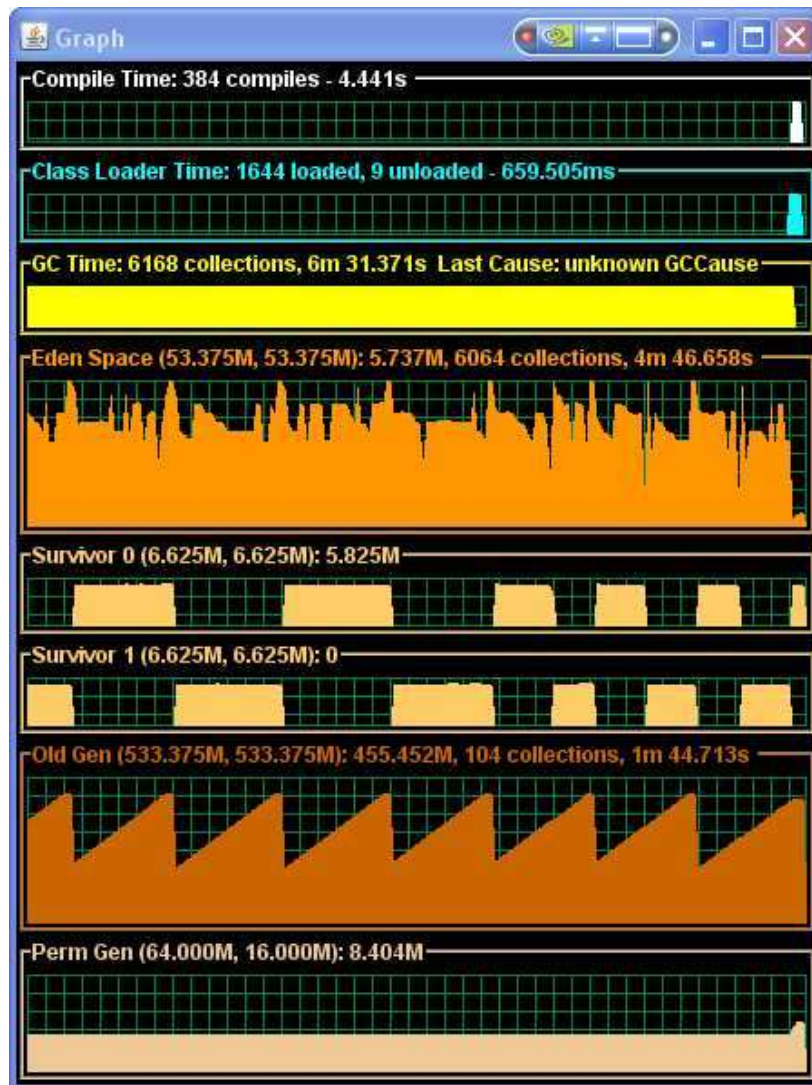 Graph
Compile Time: 384 compiles - 4.441s
Class Loader Time: 1644 loaded, 9 unloaded - 659.505ms
GC Time: 6168 collections, 6m 31.371s Last Cause: unknown GCCause
Eden Space (53.375M, 53.375M): 5.737M, 6064 collections, 4m 46.658s
Survivor 0 (6.625M, 6.625M): 5.825M
Survivor 1 (6.625M, 6.625M): 0
Old Gen (533.375M, 533.375M): 455.452M, 104 collections, 1m 44.713s
Perm Gen (64.000M, 16.000M): 8.404M